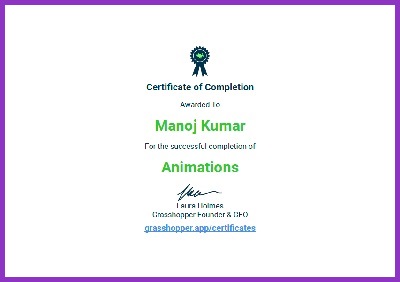 Certificate of Completion
Awarded To
Manoj Kumar
For the successful completion of
Animations
Laura Holmes
Grasshopper Founder & CEO
grasshopper.app/certificates